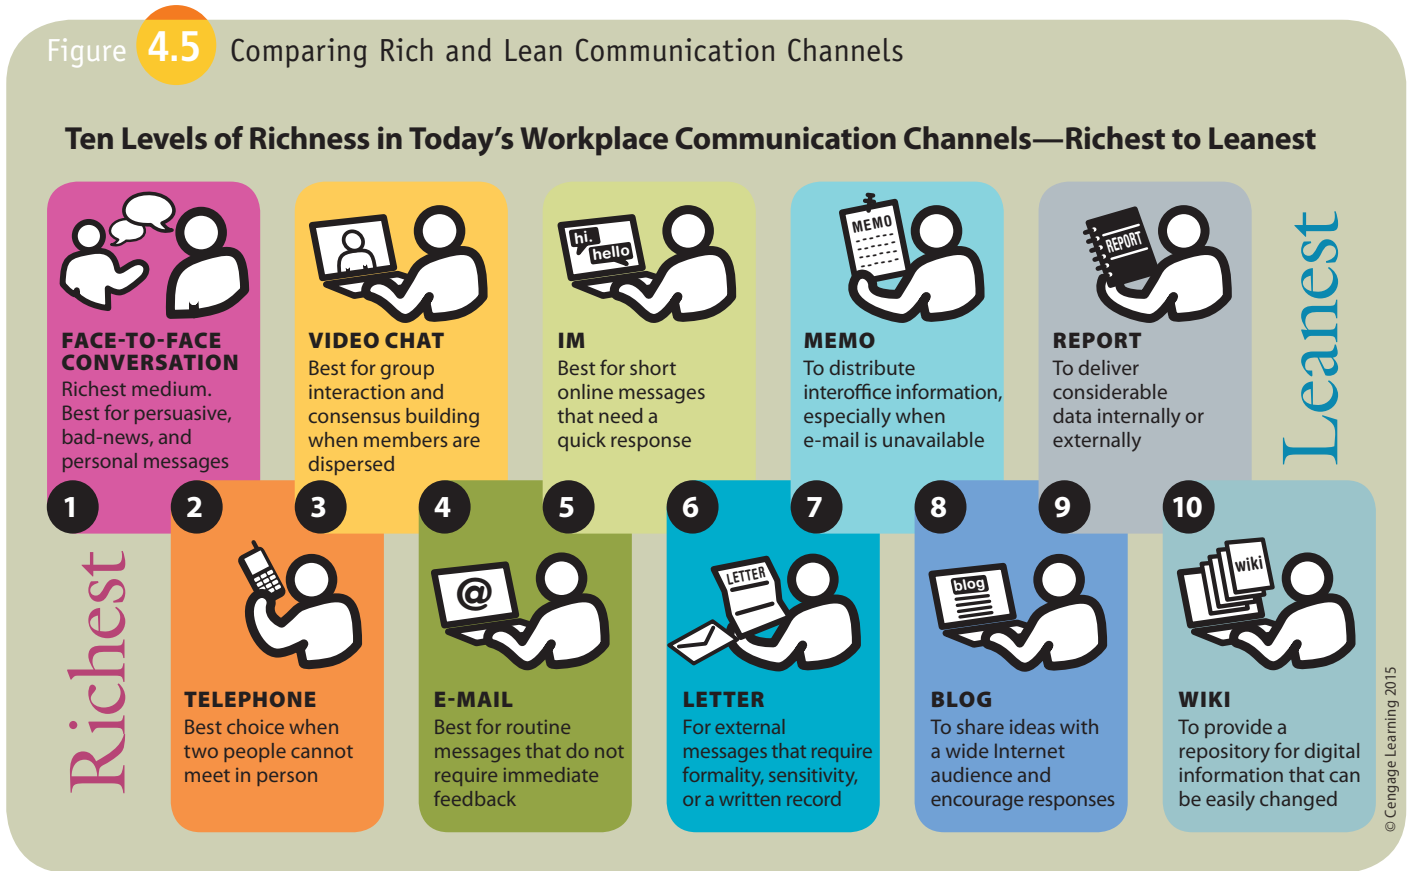 Figure 4.5 Comparing Rich and Lean Communication Channels
Ten Levels of Richness in Today's Workplace Communication Channels—Richest to Leanest
Richest
1
FACE-TO-FACE
CONVERSATION
Richest medium.
Best for persuasive,
bad-news, and
personal messages
2
TELEPHONE
Best choice when
two people cannot
meet in person
3
VIDEO CHAT
Best for group
interaction and
consensus building
when members are
dispersed
4
@
E-MAIL
Best for routine
messages that do not
require immediate
feedback
5
hi.
hello
IM
Best for short
online messages
that need a
quick response
6
LETTER
LETTER
For external
messages that require
formality, sensitivity,
or a written record
7
MEMO
MEMO
To distribute
interoffice information,
especially when
e-mail is unavailable
8
blog
BLOG
To share ideas with
a wide Internet
audience and
encourage responses
9
REPORT
REPORT
To deliver
considerable
data internally or
externally
10
wiki
WIKI
To provide a
repository for digital
information that can
be easily changed
Leanest
© Cengage Learning 2015